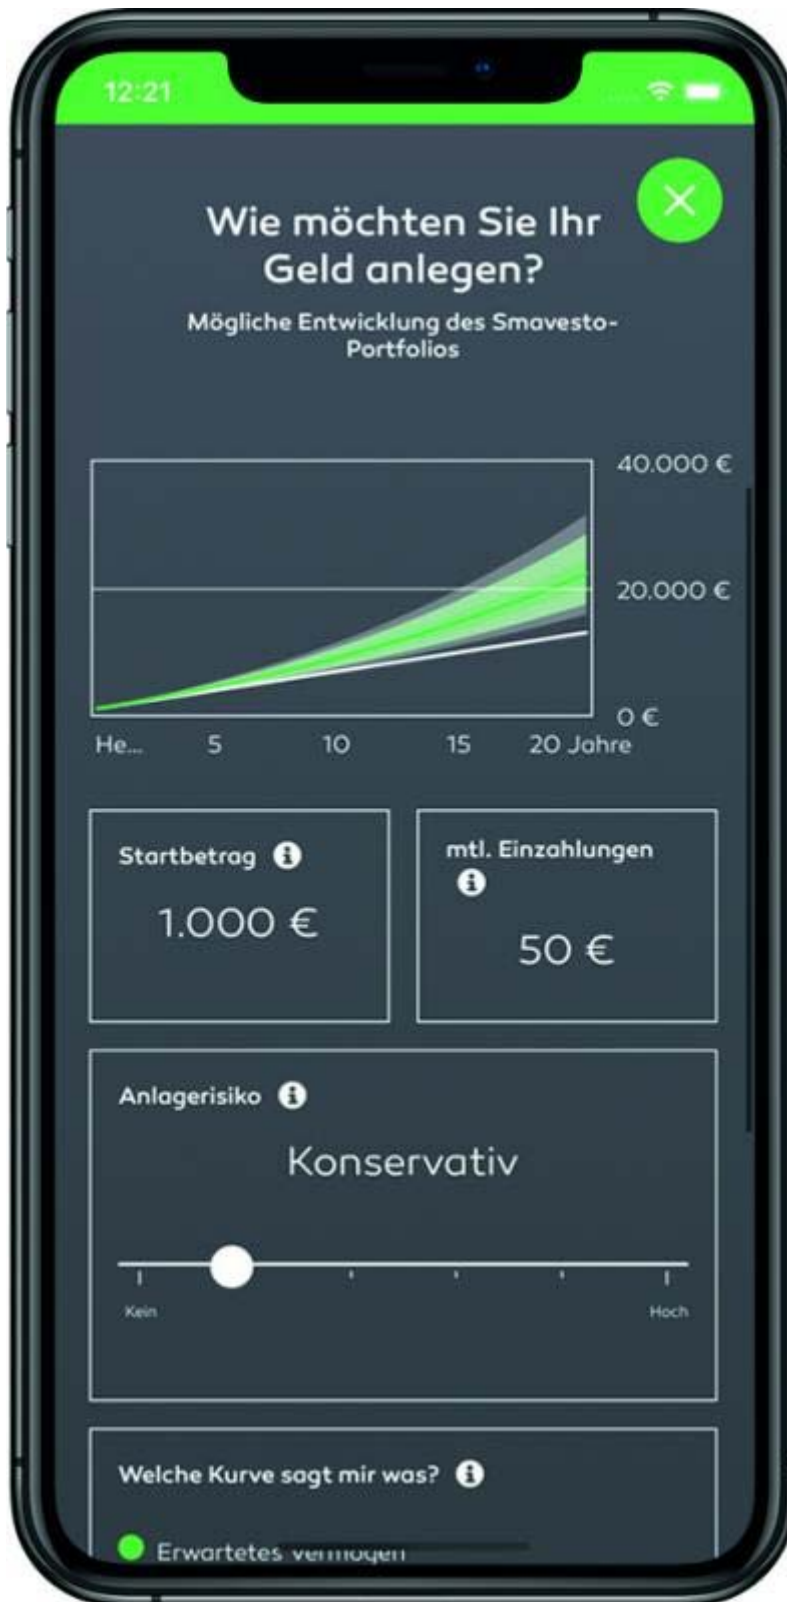 12:21
Wie möchten Sie Ihr
Geld anlegen?
Mögliche Entwicklung des Smavesto-
Portfolios
40.000 €
20.000 €
0 €
He... 5 10 15 20 Jahre
Startbetrag
1.000 €
mtl. Einzahlungen
50 €
Anlagerisiko
Konservativ
Kein Hoch
Welche Kurve sagt mir was?
Erwartetes Vermögen